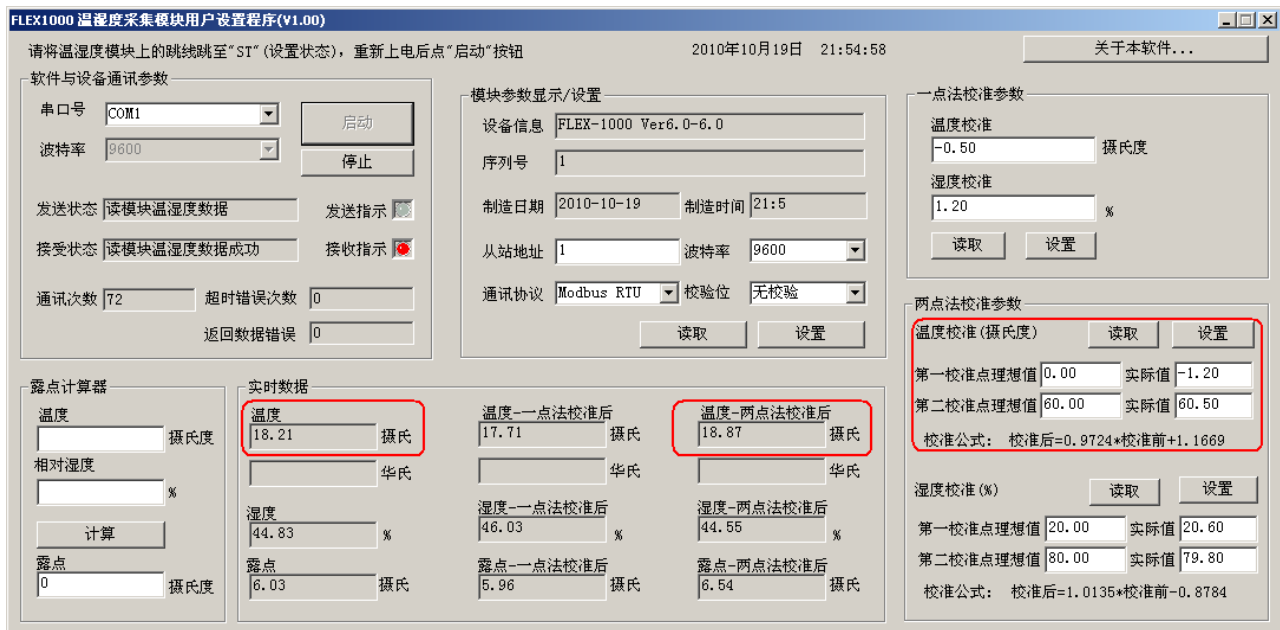 FLEX1000 温湿度采集模块用户设置程序(V1.00)
请将温湿度模块上的跳线跳至"ST"(设置状态), 重新上电后点"启动"按钮
2010年10月19日 21:54:58
关于本软件...
软件与设备通讯参数
串口号 COM1 启动
波特率 9600 停止
发送状态 读模块温湿度数据 发送指示
接受状态 读模块温湿度数据成功 接收指示
通讯次数 72 超时错误次数 0
返回数据错误 0
模块参数显示/设置
设备信息 FLEX-1000 Ver6.0-6.0
序列号 1
制造日期 2010-10-19 制造时间 21:5
从站地址 1 波特率 9600
通讯协议 Modbus RTU 校验位 无校验
读取 设置
一点法校准参数
温度校准
-0.50 摄氏度
湿度校准
1.20 %
读取 设置
两点法校准参数
温度校准(摄氏度) 读取 设置
第一校准点理想值 0.00 实际值 -1.20
第二校准点理想值 60.00 实际值 60.50
校准公式: 校准后=0.9724*校准前+1.1669
湿度校准(%) 读取 设置
第一校准点理想值 20.00 实际值 20.60
第二校准点理想值 80.00 实际值 79.80
校准公式: 校准后=1.0135*校准前-0.8784
露点计算器
温度
摄氏度
相对湿度
%
计算
露点
0 摄氏度
实时数据
温度 温度-一点法校准后 温度-两点法校准后
18.21 摄氏 17.71 摄氏 18.87 摄氏
华氏 华氏 华氏
湿度 湿度-一点法校准后 湿度-两点法校准后
44.83 % 46.03 % 44.55 %
露点 露点-一点法校准后 露点-两点法校准后
6.03 摄氏 5.96 摄氏 6.54 摄氏